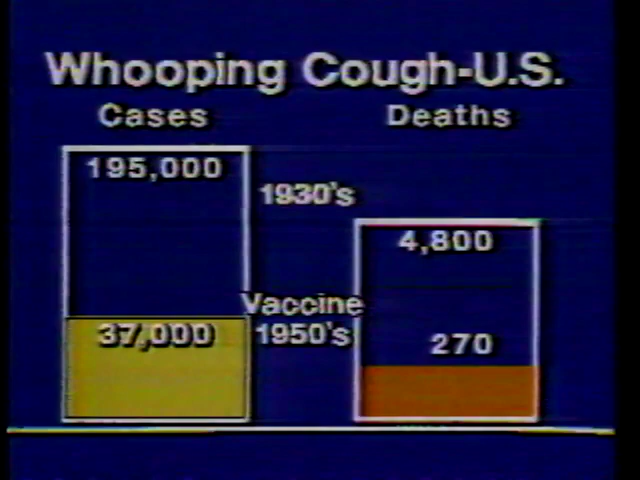 Whooping Cough-U.S.
Cases
Deaths
195,000
1930's
4,800
Vaccine
37,000
1950's
270